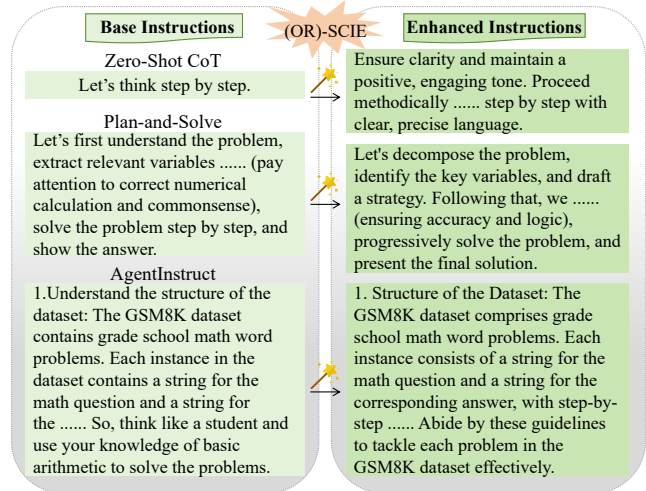 Base Instructions
(OR)-SCIE
Enhanced Instructions
Zero-Shot CoT
Let's think step by step.
Ensure clarity and maintain a
positive, engaging tone. Proceed
methodically ...... step by step with
clear, precise language.
Plan-and-Solve
Let's first understand the problem,
extract relevant variables ...... (pay
attention to correct numerical
calculation and commonsense),
solve the problem step by step, and
show the answer.
Let's decompose the problem,
identify the key variables, and draft
a strategy. Following that, we ......
(ensuring accuracy and logic),
progressively solve the problem, and
present the final solution.
AgentInstruct
1.Understand the structure of the
dataset: The GSM8K dataset
contains grade school math word
problems. Each instance in the
dataset contains a string for the
math question and a string for
the ...... So, think like a student and
use your knowledge of basic
arithmetic to solve the problems.
1. Structure of the Dataset: The
GSM8K dataset comprises grade
school math word problems. Each
instance consists of a string for the
math question and a string for the
corresponding answer, with step-by-
step ...... Abide by these guidelines
to tackle each problem in the
GSM8K dataset effectively.